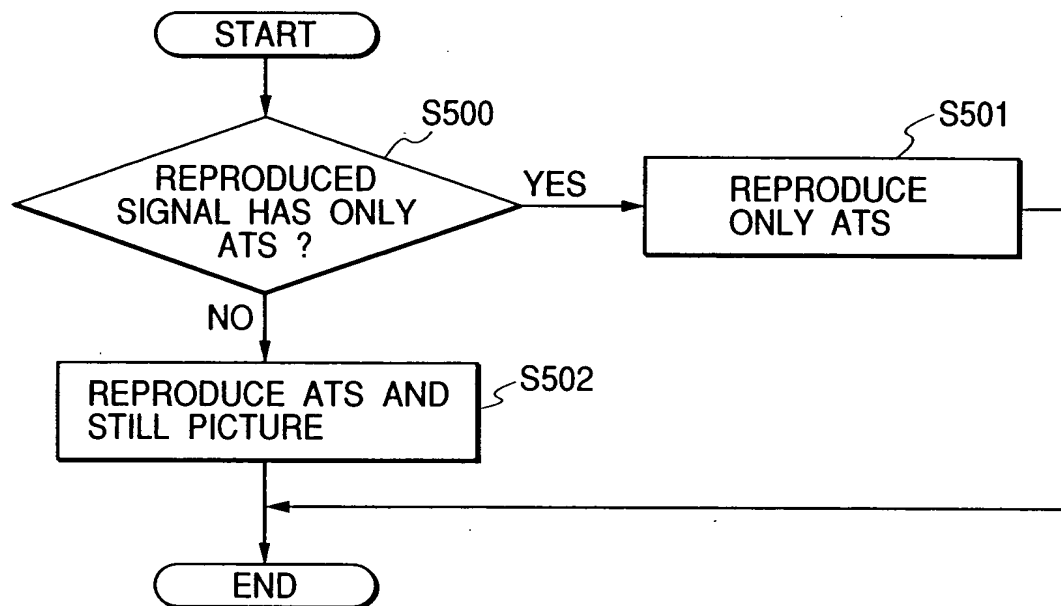 START
S500
REPRODUCED
SIGNAL HAS ONLY
ATS ?
YES
S501
REPRODUCE
ONLY ATS
NO
REPRODUCE ATS AND
STILL PICTURE
S502
END